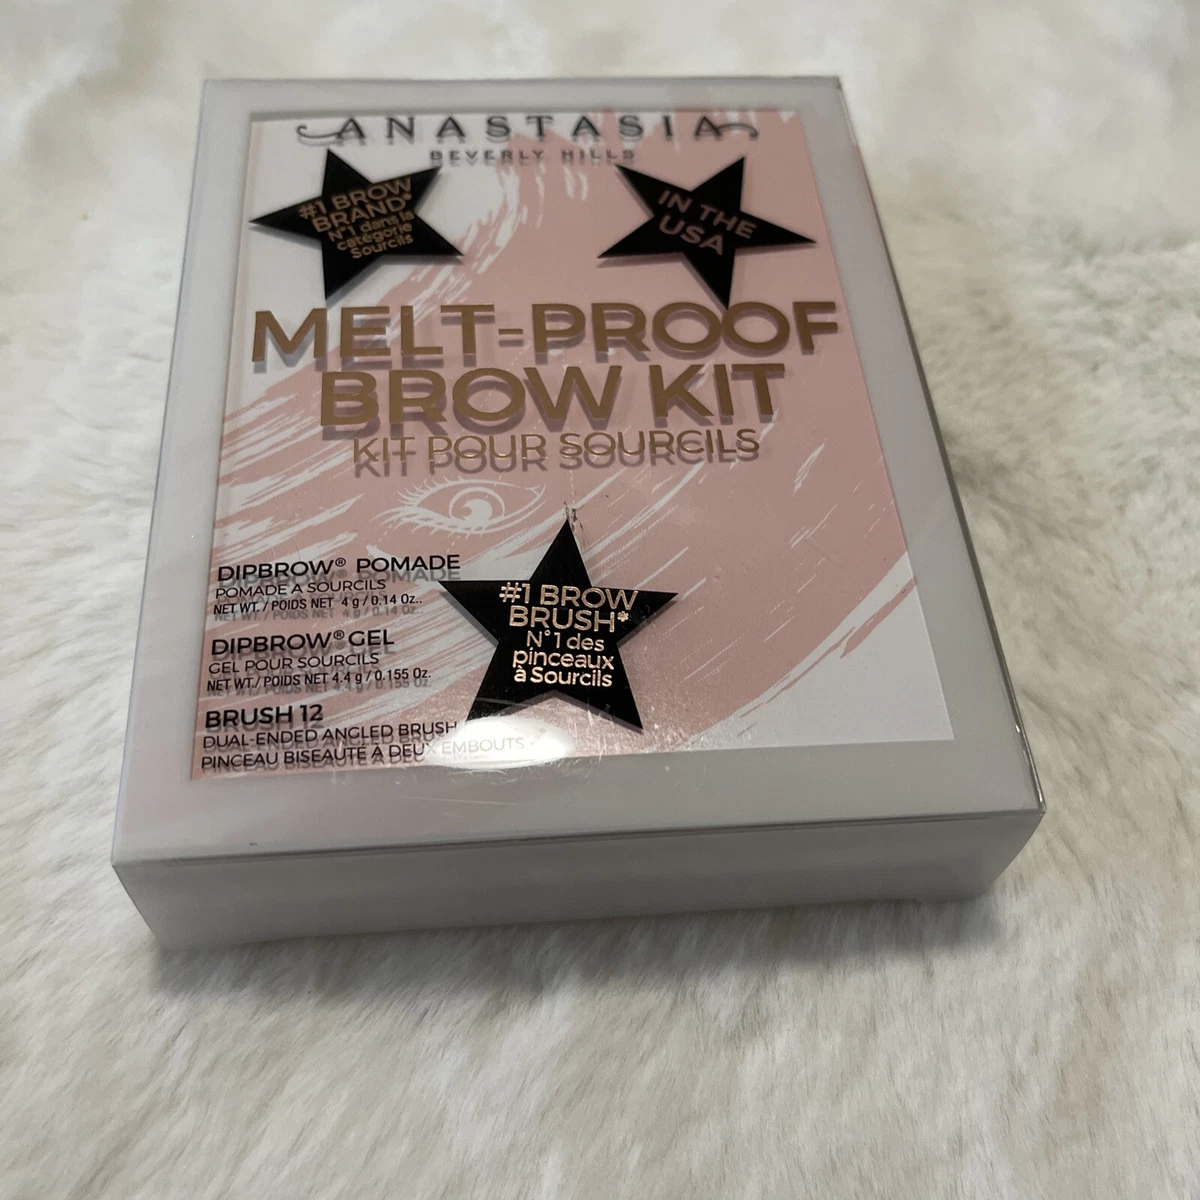 ANASTASIA
BEVERLY HILLS
#1 BROW
BRAND*
N°1 dans la
catégorie
Sourcils
IN THE
USA
MELT-PROOF
BROW KIT
KIT POUR SOURCILS
DIPBROW® POMADE
POMADE A SOURCILS
NET WT. / POIDS NET 4 g / 0.14 Oz..
DIPBROW® GEL
GEL POUR SOURCILS
NET WT./ POIDS NET 4.4 g / 0.155 Oz.
BRUSH 12
DUAL-ENDED ANGLED BRUSH
PINCEAU BISEAUTE A DEUX EMBOUTS
#1 BROW
BRUSH*
N°1 des
pinceaux
à Sourcils